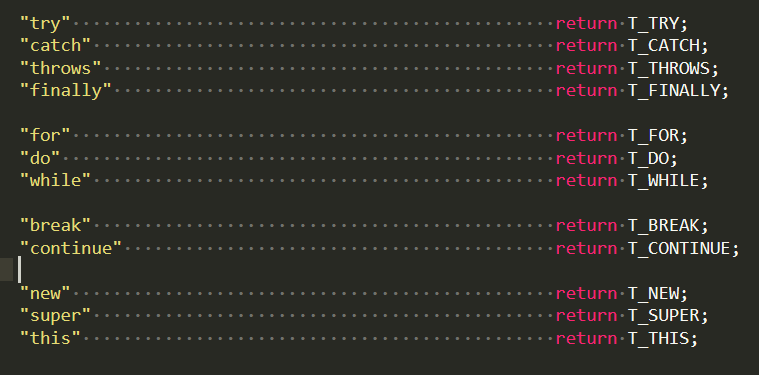 "try" return T_TRY;
"catch" return T_CATCH;
"throws" return T_THROWS;
"finally" return T_FINALLY;
"for" return T_FOR;
"do" return T_DO;
"while" return T_WHILE;
"break" return T_BREAK;
"continue" return T_CONTINUE;
"new" return T_NEW;
"super" return T_SUPER;
"this" return T_THIS;